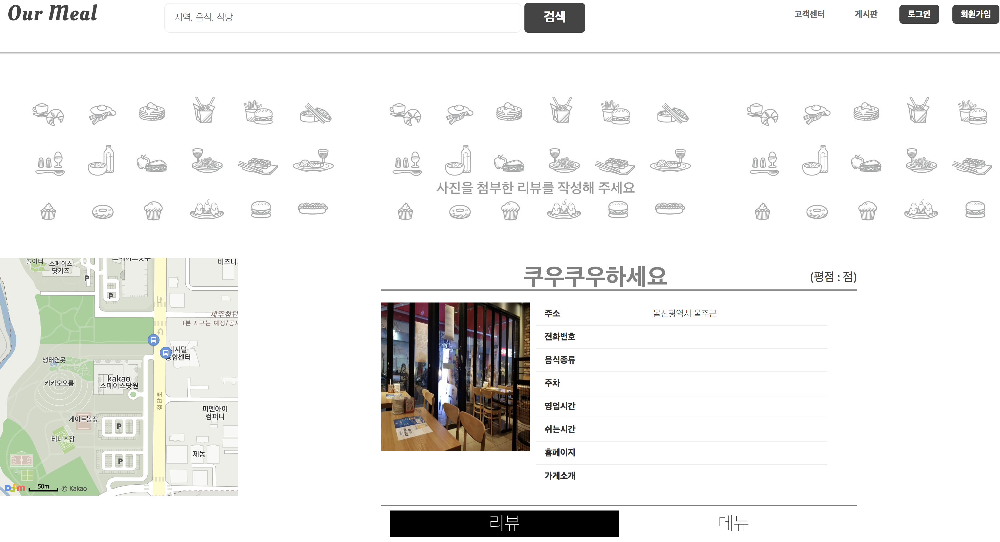 Our Meal
지역, 음식, 식당
검색
고객센터
게시판
로그인
회원가입
사진을 첨부한 리뷰를 작성해 주세요
놀이터
스페이스
닷키즈
P
P
제주첨단
(본 지구는 예정/공사
디지털
융합센터
생태연못
카카오오름
kakao
스페이스닷원
첨단로
피엔아이
컴퍼니
게이트볼장
P
테니스장
제농
P
Daum
50m
© Kakao
쿠우쿠우하세요
(평점 : 점)
주소
울산광역시 울주군
전화번호
음식종류
주차
영업시간
쉬는시간
홈페이지
가게소개
리뷰
메뉴